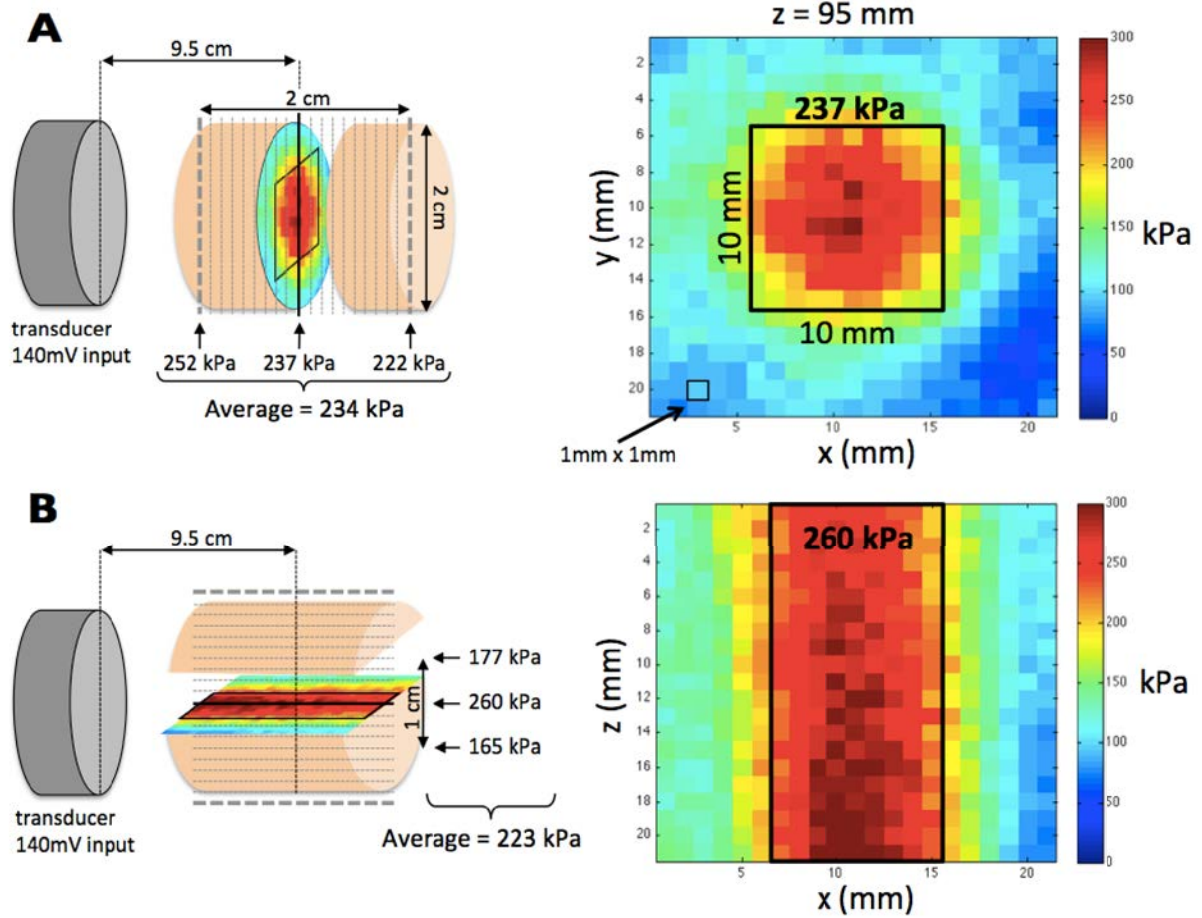 A
9.5 cm
2 cm
2 cm
transducer
140mV input
252 kPa
237 kPa
222 kPa
Average = 234 kPa
z = 95 mm
237 kPa
10 mm
10 mm
1mm x 1mm
y (mm)
2
4
6
8
10
12
14
16
18
20
5
10
15
20
x (mm)
300
250
200
150
100
50
0
kPa
B
9.5 cm
1 cm
177 kPa
260 kPa
165 kPa
transducer
140mV input
Average = 223 kPa
260 kPa
z (mm)
2
4
6
8
10
12
14
16
18
20
5
10
15
20
x (mm)
300
250
200
150
100
50
0
kPa